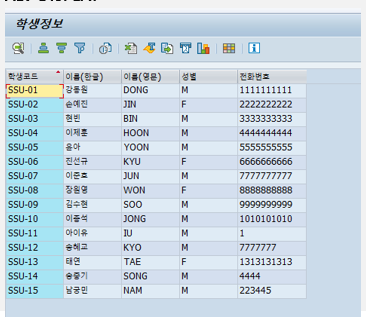 학생정보
학생코드 이름(한글) 이름(영문) 성별 전화번호
SSU-01 강동원 DONG M 1111111111
SSU-02 손예진 JIN F 2222222222
SSU-03 현빈 BIN M 3333333333
SSU-04 이제훈 HOON M 4444444444
SSU-05 윤아 YOON M 5555555555
SSU-06 진선규 KYU F 6666666666
SSU-07 이준호 JUN M 7777777777
SSU-08 장원영 WON F 8888888888
SSU-09 김수현 SOO M 9999999999
SSU-10 이종석 JONG M 1010101010
SSU-11 아이유 IU M 1
SSU-12 송혜교 KYO M 7777777
SSU-13 태연 TAE F 1313131313
SSU-14 송중기 SONG M 4444
SSU-15 남궁민 NAM M 223445